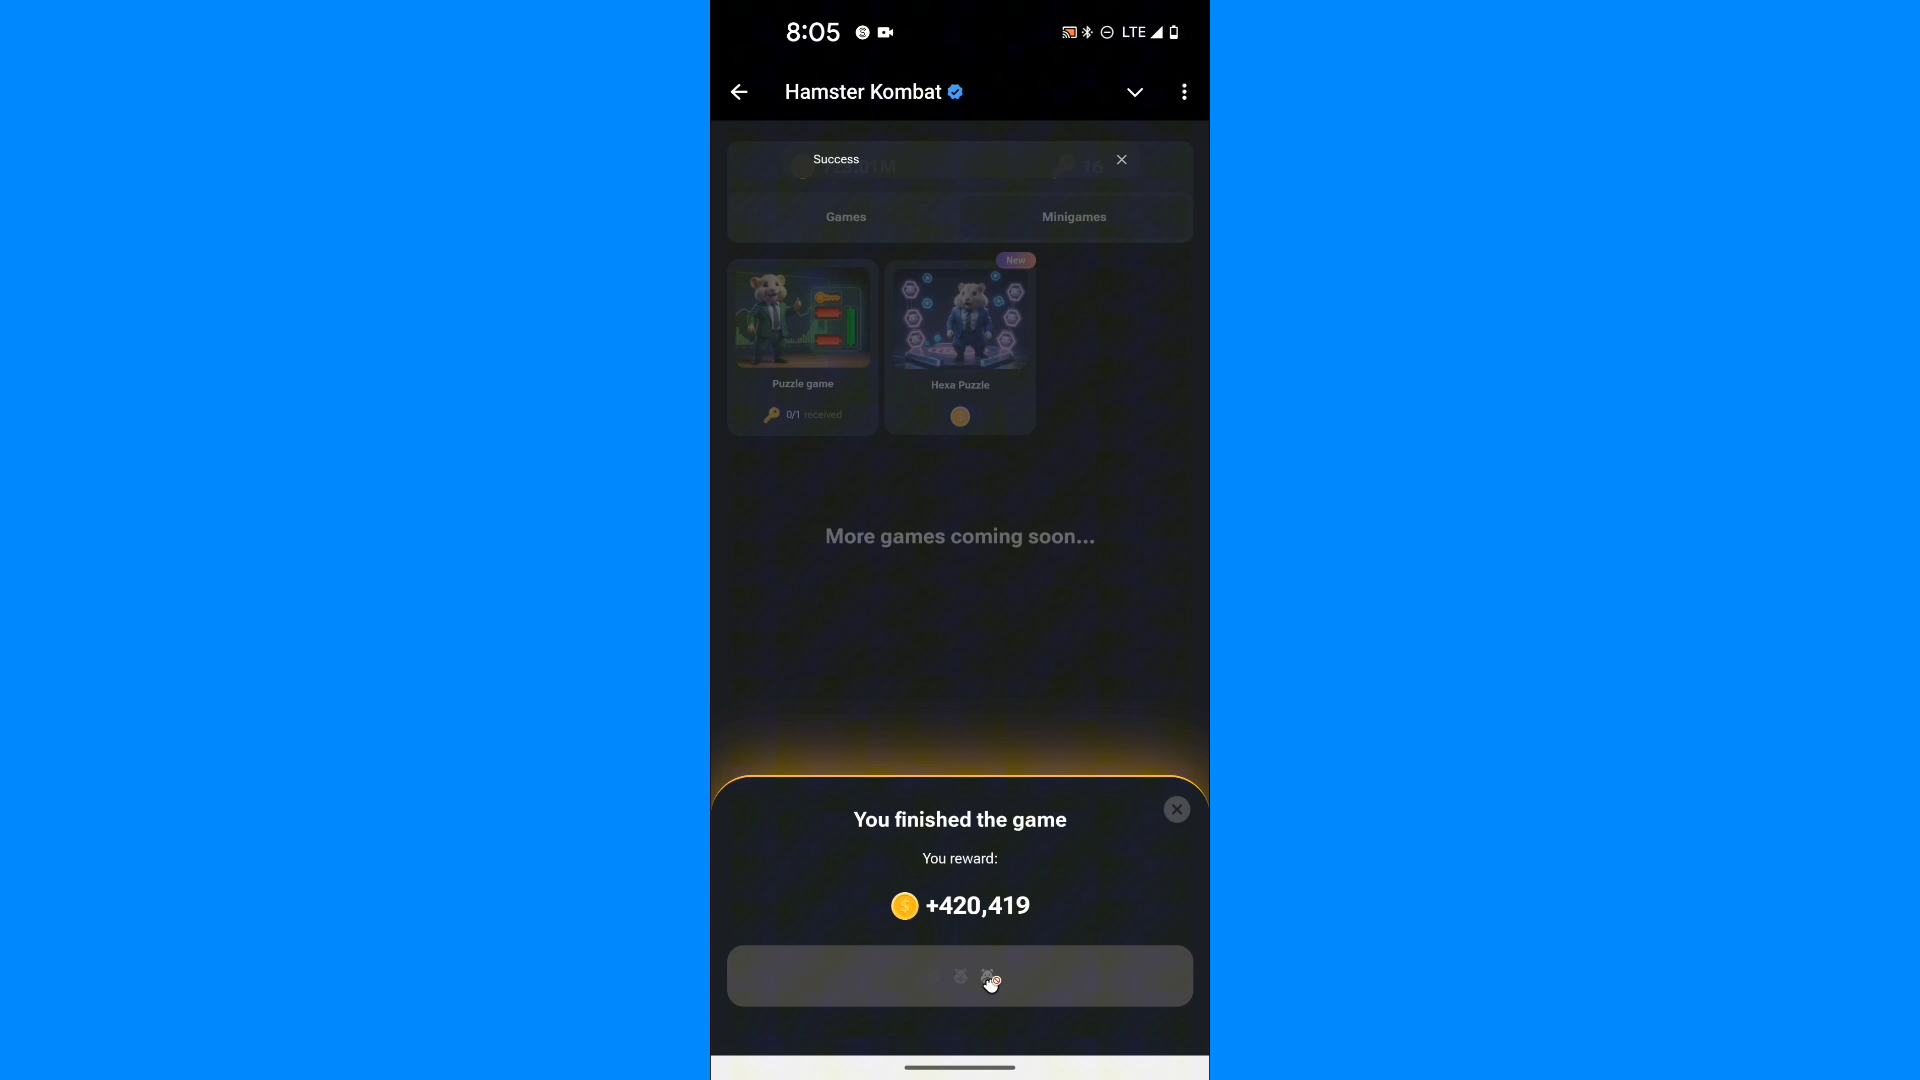 8:05 LTE
Hamster Kombat
Success
16
Games
Minigames
New
Puzzle game
Hexa Puzzle
0/1 received
More games coming soon...
You finished the game
You reward:
+420,419